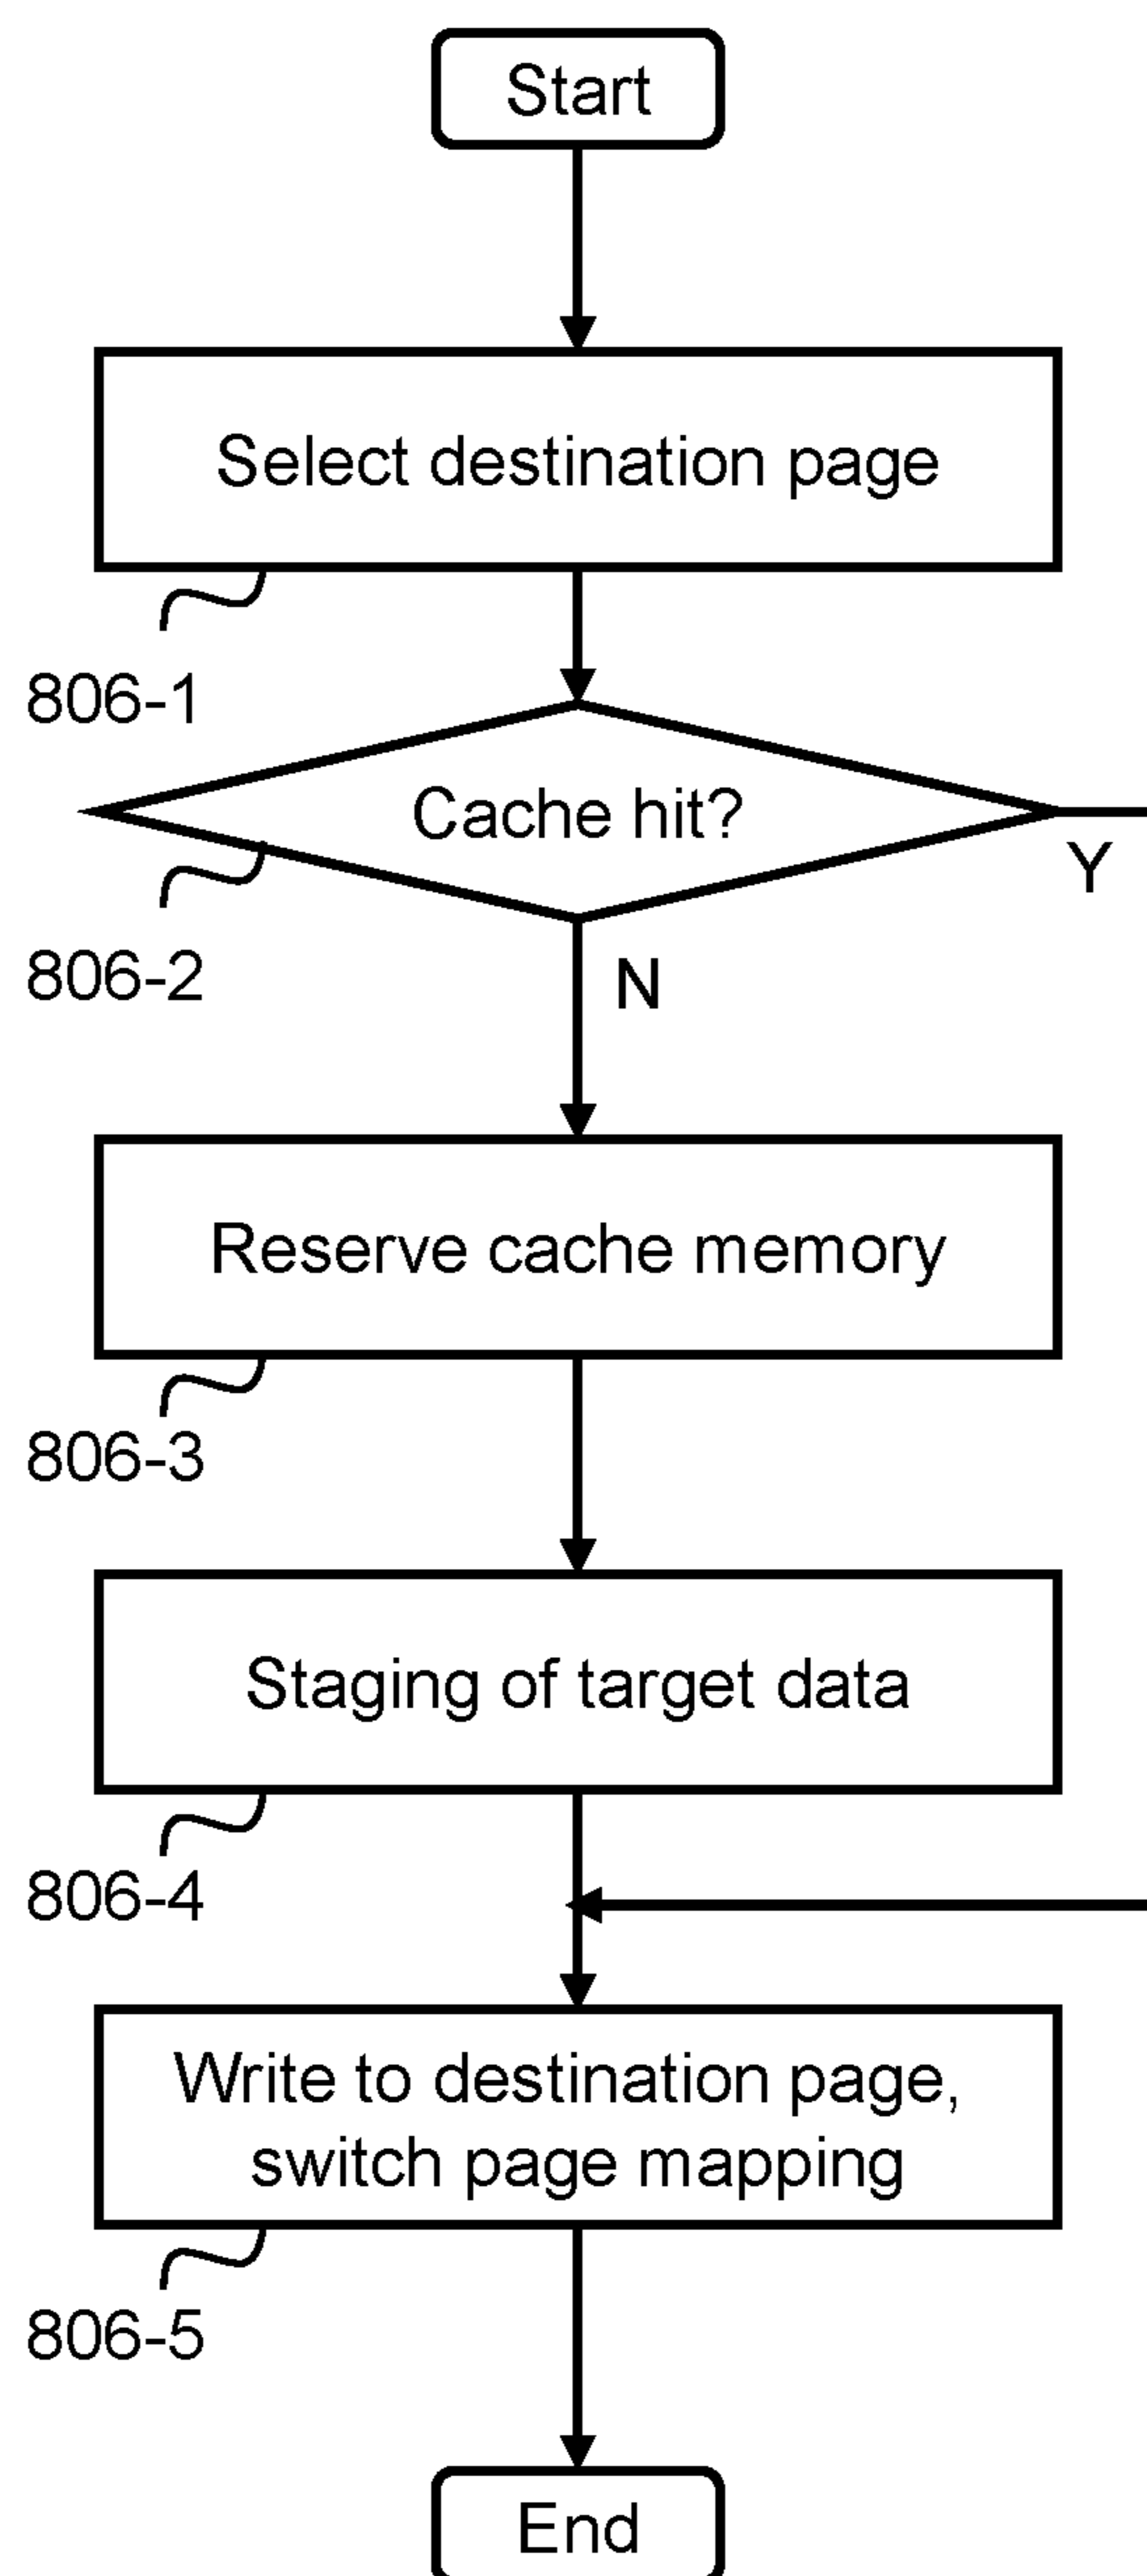 Start
Select destination page
806-1
Cache hit?
Y
806-2
N
Reserve cache memory
806-3
Staging of target data
806-4
Write to destination page,
switch page mapping
806-5
End